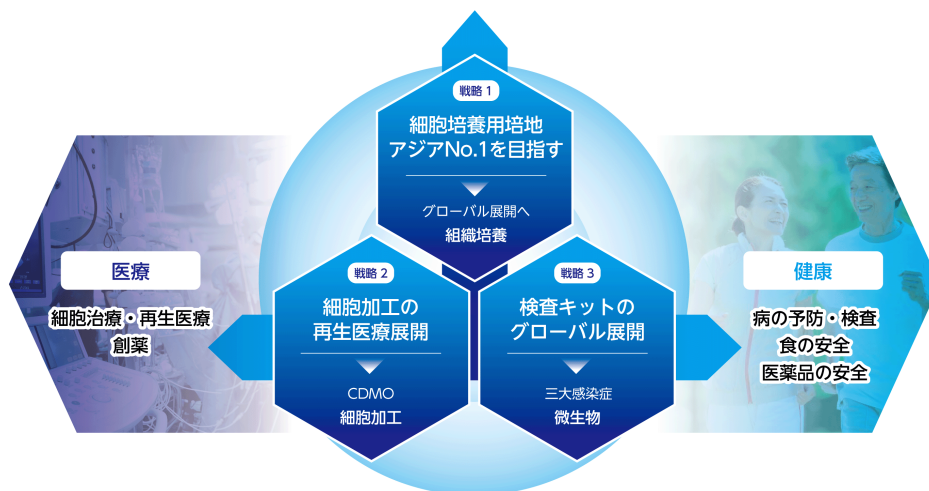 戦略 1
細胞培養用培地
アジアNo.1を目指す
グローバル展開へ
組織培養
戦略 2
細胞加工の
再生医療展開
CDMO
細胞加工
戦略 3
検査キットの
グローバル展開
三大感染症
微生物
医療
細胞治療・再生医療
創薬
健康
病の予防・検査
食の安全
医薬品の安全